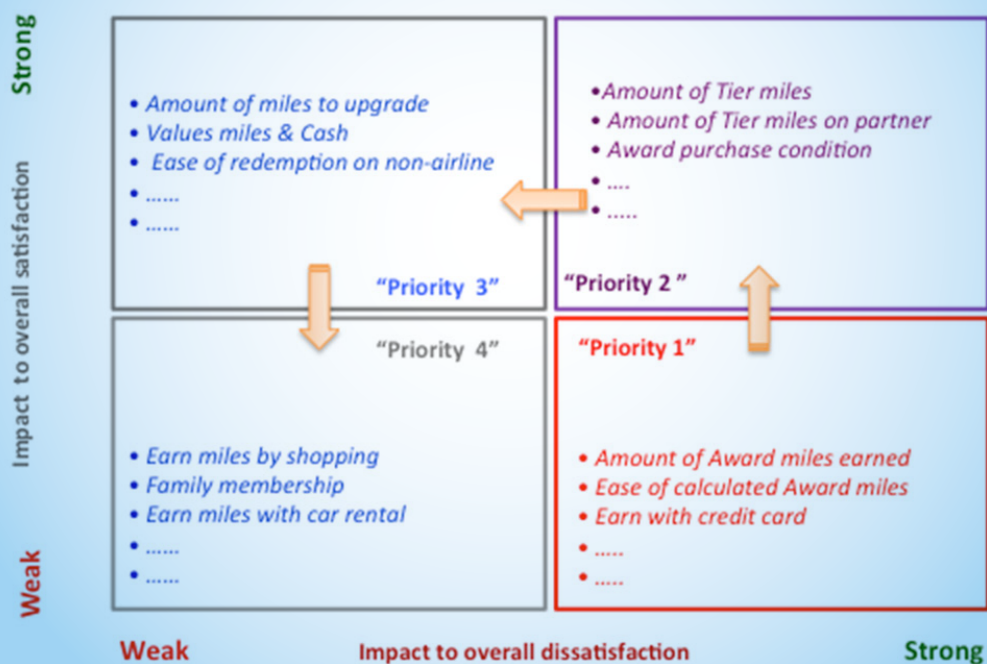 Strong
Impact to overall satisfaction
Weak
• Amount of miles to upgrade
• Values miles & Cash
• Ease of redemption on non-airline
• ......
• ......
“Priority 3”
•Amount of Tier miles
• Amount of Tier miles on partner
• Award purchase condition
• ....
• .....
“Priority 2 ”
“Priority 4”
• Earn miles by shopping
• Family membership
• Earn miles with car rental
• ......
• ......
“Priority 1”
• Amount of Award miles earned
• Ease of calculated Award miles
• Earn with credit card
• .....
• .....
Weak
Impact to overall dissatisfaction
Strong